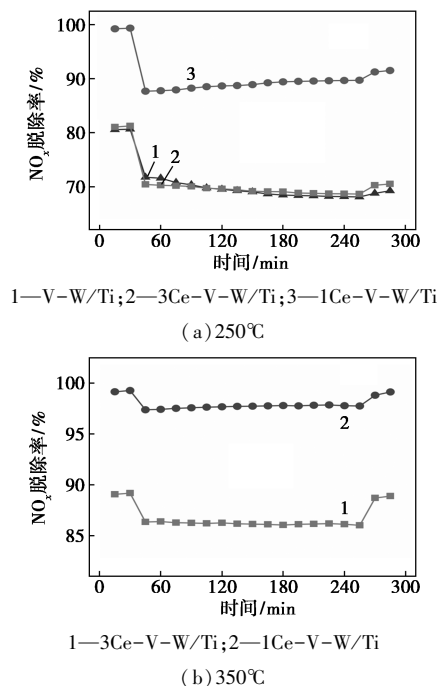 100
90
80
70
NOx脱除率/%
3
1
2
0 60 120 180 240 300
时间/min
1—V-W/Ti;2—3Ce-V-W/Ti;3—1Ce-V-W/Ti
(a)250℃
100
95
90
85
NOx脱除率/%
2
1
0 60 120 180 240 300
时间/min
1—3Ce-V-W/Ti;2—1Ce-V-W/Ti
(b)350℃